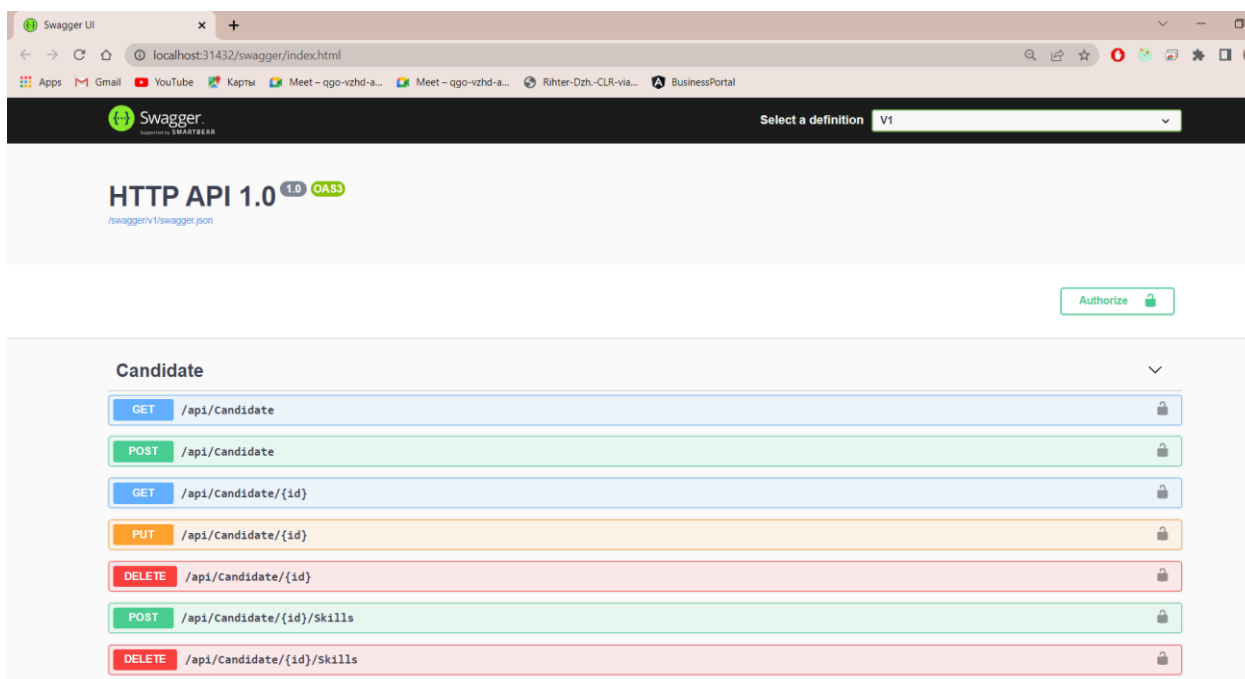 Swagger UI
localhost:31432/swagger/index.html
Apps Gmail YouTube Карты Meet – qgo-vzhd-a... Meet – qgo-vzhd-a... Rihter-Dzh.-CLR-via... BusinessPortal
Swagger.
Supported by SMARTBEAR
Select a definition V1
HTTP API 1.0 1.0 OAS3
/swagger/v1/swagger.json
Authorize
Candidate
GET /api/Candidate
POST /api/Candidate
GET /api/Candidate/{id}
PUT /api/Candidate/{id}
DELETE /api/Candidate/{id}
POST /api/Candidate/{id}/Skills
DELETE /api/Candidate/{id}/Skills